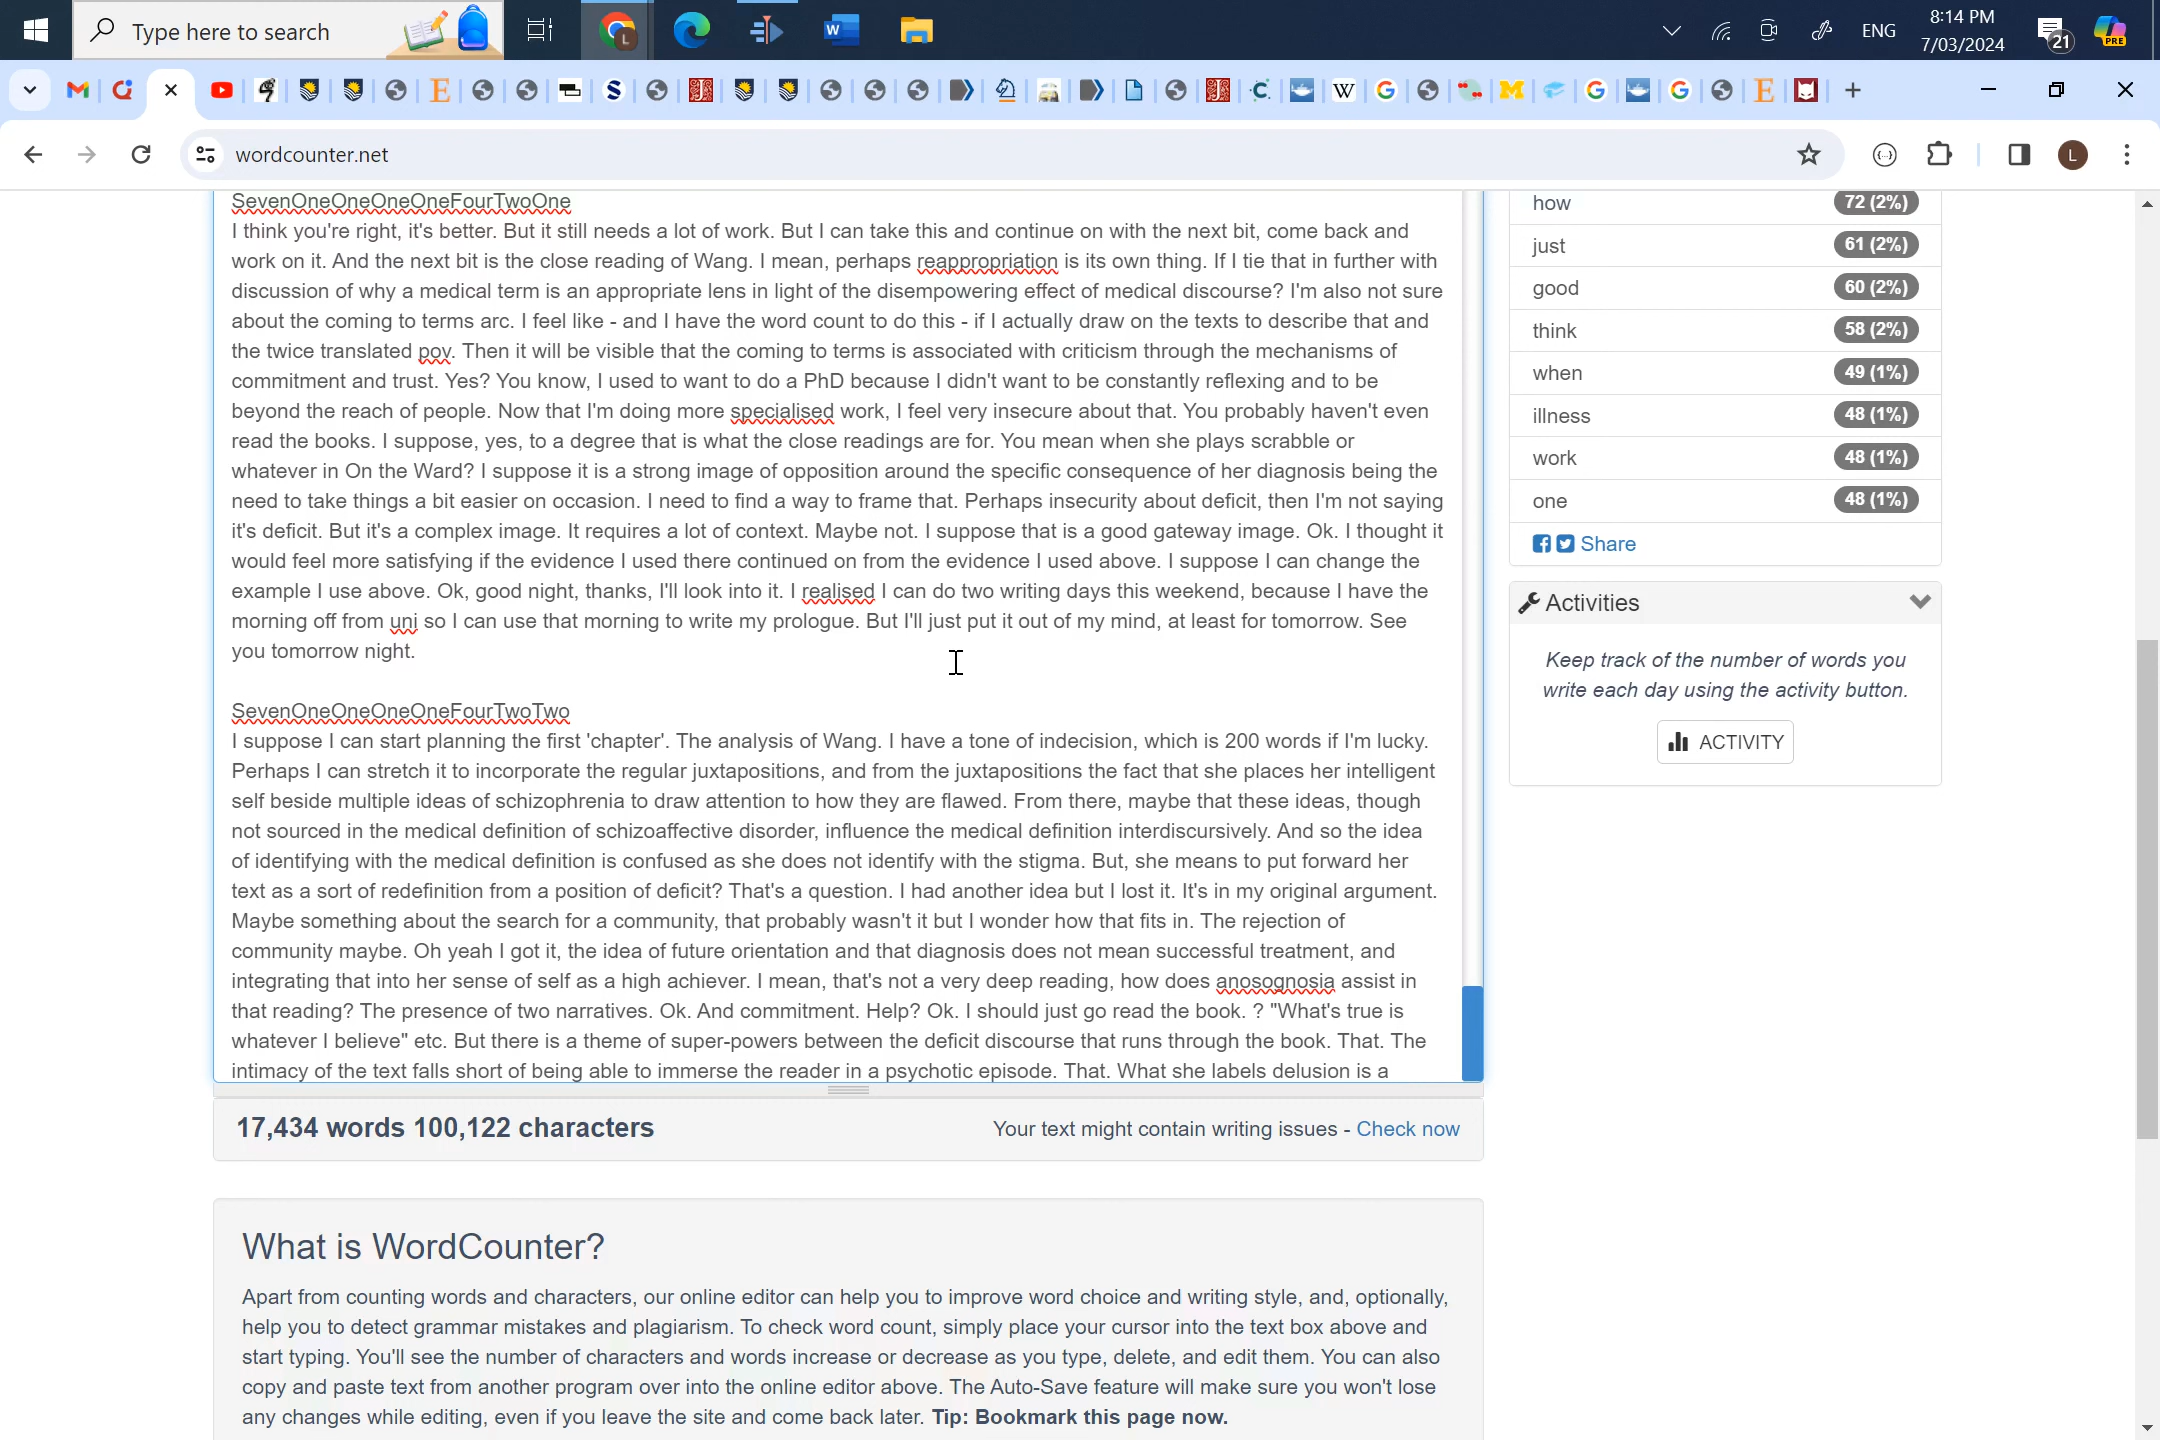 Type here to search
ENG
8:14 PM
7/03/2024
21
PRE
L
wordcounter.net
L
SevenOneOneOneOneFourTwoOne
I think you're right, it's better. But it still needs a lot of work. But I can take this and continue on with the next bit, come back and
work on it. And the next bit is the close reading of Wang. I mean, perhaps reappropriation is its own thing. If I tie that in further with
discussion of why a medical term is an appropriate lens in light of the disempowering effect of medical discourse? I'm also not sure
about the coming to terms arc. I feel like - and I have the word count to do this - if I actually draw on the texts to describe that and
the twice translated pov. Then it will be visible that the coming to terms is associated with criticism through the mechanisms of
commitment and trust. Yes? You know, I used to want to do a PhD because I didn't want to be constantly reflexing and to be
beyond the reach of people. Now that I'm doing more specialised work, I feel very insecure about that. You probably haven't even
read the books. I suppose, yes, to a degree that is what the close readings are for. You mean when she plays scrabble or
whatever in On the Ward? I suppose it is a strong image of opposition around the specific consequence of her diagnosis being the
need to take things a bit easier on occasion. I need to find a way to frame that. Perhaps insecurity about deficit, then I'm not saying
it's deficit. But it's a complex image. It requires a lot of context. Maybe not. I suppose that is a good gateway image. Ok. I thought it
would feel more satisfying if the evidence I used there continued on from the evidence I used above. I suppose I can change the
example I use above. Ok, good night, thanks, I'll look into it. I realised I can do two writing days this weekend, because I have the
morning off from uni so I can use that morning to write my prologue. But I'll just put it out of my mind, at least for tomorrow. See
you tomorrow night.
SevenOneOneOneOneFourTwoTwo
I suppose I can start planning the first 'chapter'. The analysis of Wang. I have a tone of indecision, which is 200 words if I'm lucky.
Perhaps I can stretch it to incorporate the regular juxtapositions, and from the juxtapositions the fact that she places her intelligent
self beside multiple ideas of schizophrenia to draw attention to how they are flawed. From there, maybe that these ideas, though
not sourced in the medical definition of schizoaffective disorder, influence the medical definition interdiscursively. And so the idea
of identifying with the medical definition is confused as she does not identify with the stigma. But, she means to put forward her
text as a sort of redefinition from a position of deficit? That's a question. I had another idea but I lost it. It's in my original argument.
Maybe something about the search for a community, that probably wasn't it but I wonder how that fits in. The rejection of
community maybe. Oh yeah I got it, the idea of future orientation and that diagnosis does not mean successful treatment, and
integrating that into her sense of self as a high achiever. I mean, that's not a very deep reading, how does anosognosia assist in
that reading? The presence of two narratives. Ok. And commitment. Help? Ok. I should just go read the book. ? "What's true is
whatever I believe" etc. But there is a theme of super-powers between the deficit discourse that runs through the book. That. The
intimacy of the text falls short of being able to immerse the reader in a psychotic episode. That. What she labels delusion is a
17,434 words 100,122 characters
Your text might contain writing issues - Check now
What is WordCounter?
Apart from counting words and characters, our online editor can help you to improve word choice and writing style, and, optionally,
help you to detect grammar mistakes and plagiarism. To check word count, simply place your cursor into the text box above and
start typing. You'll see the number of characters and words increase or decrease as you type, delete, and edit them. You can also
copy and paste text from another program over into the online editor above. The Auto-Save feature will make sure you won't lose
any changes while editing, even if you leave the site and come back later. Tip: Bookmark this page now.
how 72 (2%)
just 61 (2%)
good 60 (2%)
think 58 (2%)
when 49 (1%)
illness 48 (1%)
work 48 (1%)
one 48 (1%)
Share
Activities
Keep track of the number of words you
write each day using the activity button.
ACTIVITY